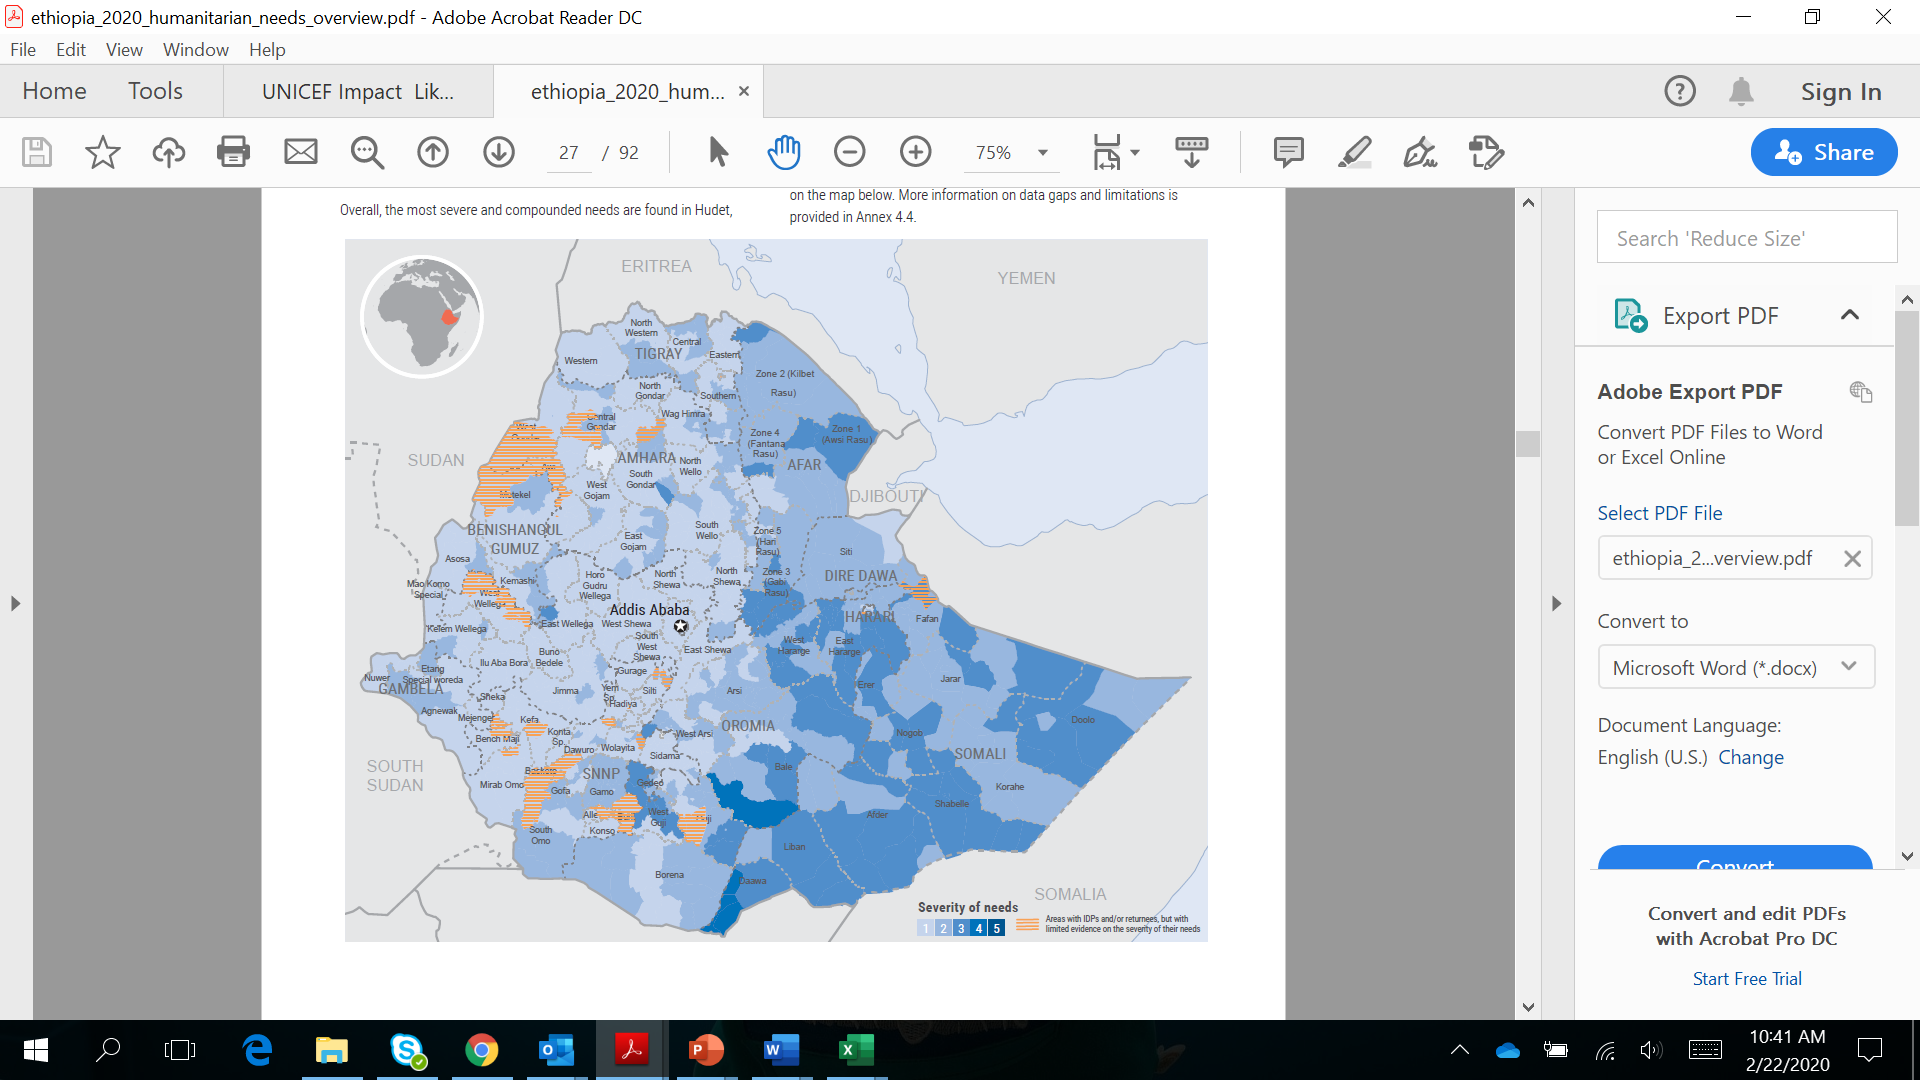 ethiopia_2020_humanitarian_needs_overview.pdf - Adobe Acrobat Reader DC
File Edit View Window Help
Home Tools UNICEF Impact Lik... ethiopia_2020_hum... × Sign In
27 / 92 75% Share
Overall, the most severe and compounded needs are found in Hudet,
on the map below. More information on data gaps and limitations is
provided in Annex 4.4.
ERITREA
YEMEN
North
Western
Central
TIGRAY
Eastern
Western
Zone 2 (Kilbet
Rasu)
North
Gondar
Southern
Wag Himra
Central
Gondar
West
Zone 1
(Awsi Rasu)
Zone 4
(Fantana
Rasu)
SUDAN
AMHARA
North
Wello
AFAR
South
Gondar
West
Gojam
Metekel
DJIBOUTI
BENISHANGUL
GUMUZ
South
Wello
East
Gojam
Zone 5
(Hari
Rasu)
Siti
Asosa
Kemashi
Mao Komo
Special
Horo
Gudru
Wellega
North
Shewa
North
Shewa
Zone 3
(Gabi
Rasu)
DIRE DAWA
West
Welleg
Addis Ababa
HARARI
Fafan
Kelem Wellega
East Wellega
West Shewa
South
West
Shewa
East Shewa
West
Hararge
East
Hararge
Buno
Bedele
Ilu Aba Bora
Nuwer
Etang
Special woreda
GAMBELA
Gurage
Erer
Jarar
Sheka
Jimma
Yem
Sp.
Silti
Arsi
Hadiya
Agnewak
Mejenger
Kefa
OROMIA
Doolo
Bench Maji
Konta
Sp.
Dawuro
Wolayita
West Arsi
Nogob
Sidama
SOMALI
SOUTH
SUDAN
Basketo
SNNP
Bale
Mirab Omo
Gofa
Gamo
Gedeo
Korahe
Shabelle
Alle
West
Guji
Guji
Afder
South
Omo
Konso
Liban
Borena
Daawa
SOMALIA
Severity of needs
1 2 3 4 5
Areas with IDPs and/or returnees, but with
limited evidence on the severity of their needs
Search 'Reduce Size'
Export PDF
Adobe Export PDF
Convert PDF Files to Word
or Excel Online
Select PDF File
ethiopia_2...verview.pdf
Convert to
Microsoft Word (*.docx)
Document Language:
English (U.S.) Change
Convert
Convert and edit PDFs
with Acrobat Pro DC
Start Free Trial
10:41 AM
2/22/2020